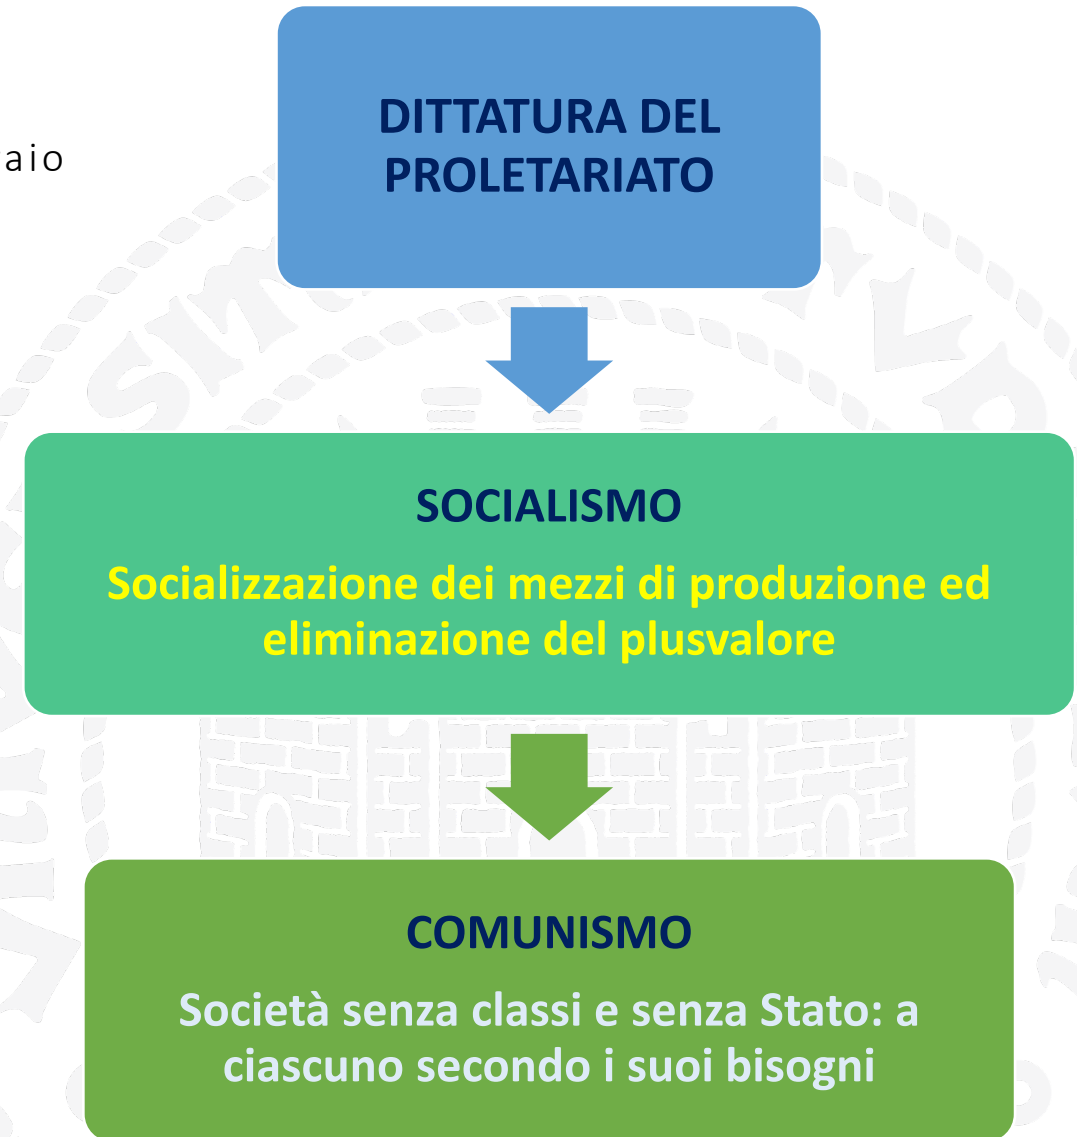 DITTATURA DEL
PROLETARIATO
aio
SOCIALISMO
Socializzazione dei mezzi di produzione ed
eliminazione del plusvalore
COMUNISMO
Società senza classi e senza Stato: a
ciascuno secondo i suoi bisogni